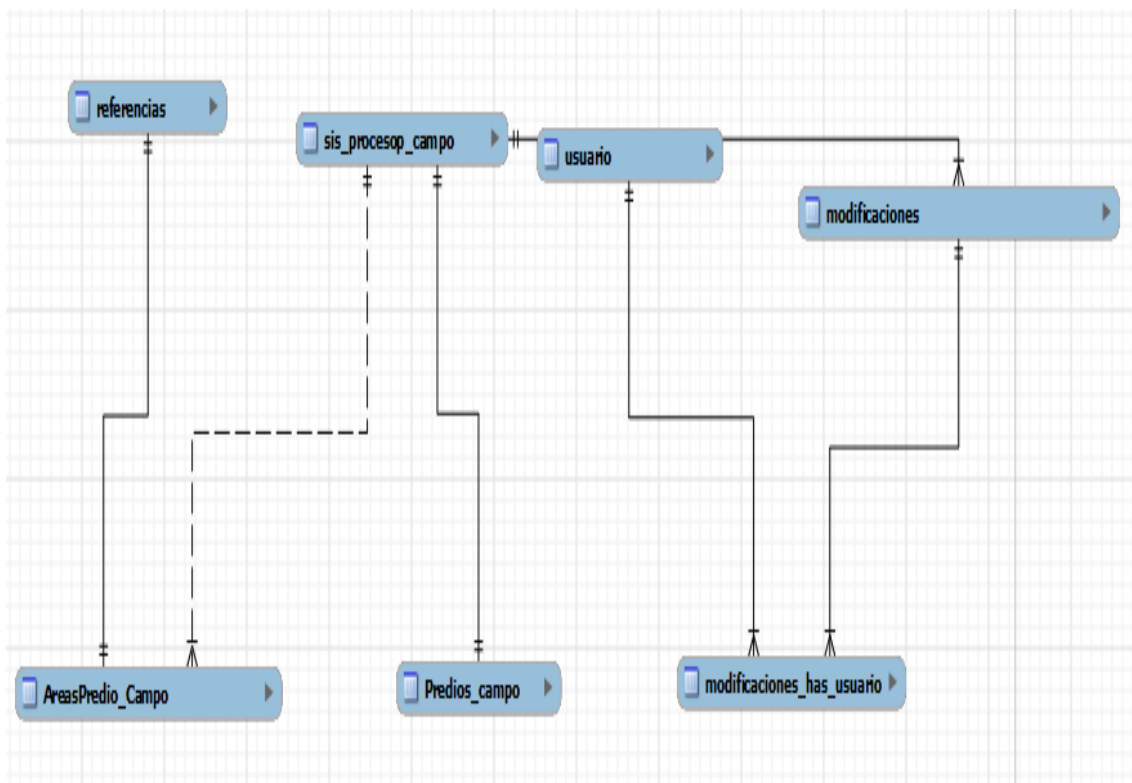 referencias
sis_procesop_campo
usuario
modificaciones
AreasPredio_Campo
Predios_campo
modificaciones_has_usuario